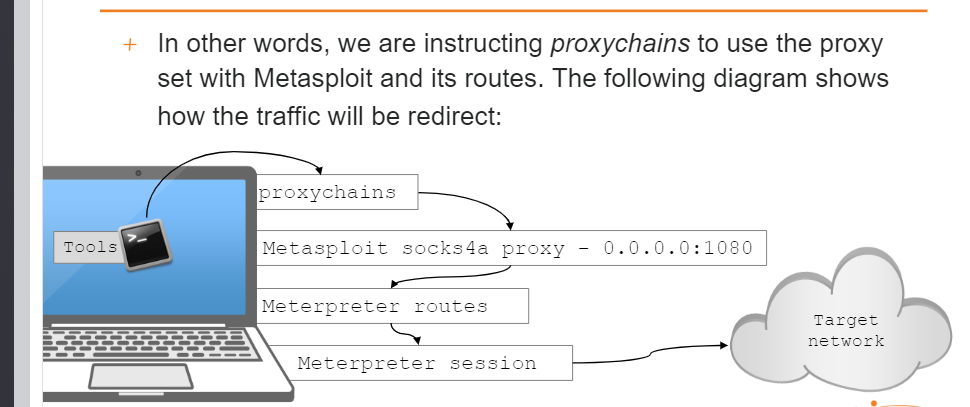 + In other words, we are instructing proxychains to use the proxy
set with Metasploit and its routes. The following diagram shows
how the traffic will be redirect:
proxychains
Tools
>_
Metasploit socks4a proxy - 0.0.0.0:1080
Meterpreter routes
Target
network
Meterpreter session